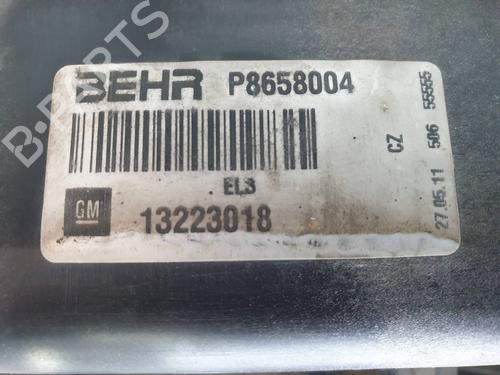 BEHR P8658004
EL3
GM
13223018
CZ
27.05.11 506 55555
B-PARTS